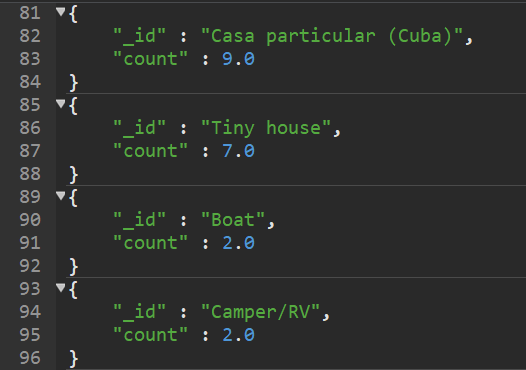 81 {
82 "_id" : "Casa particular (Cuba)",
83 "count" : 9.0
84 }
85 {
86 "_id" : "Tiny house",
87 "count" : 7.0
88 }
89 {
90 "_id" : "Boat",
91 "count" : 2.0
92 }
93 {
94 "_id" : "Camper/RV",
95 "count" : 2.0
96 }